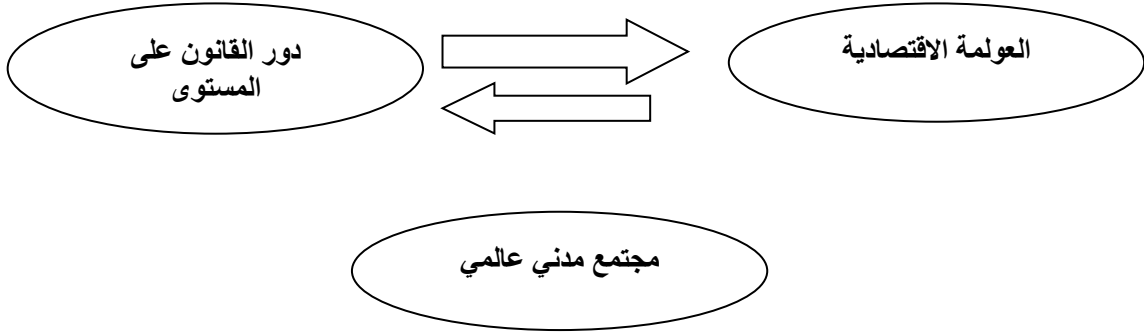 العولمة الاقتصادية
دور القانون على
المستوى
مجتمع مدني عالمي